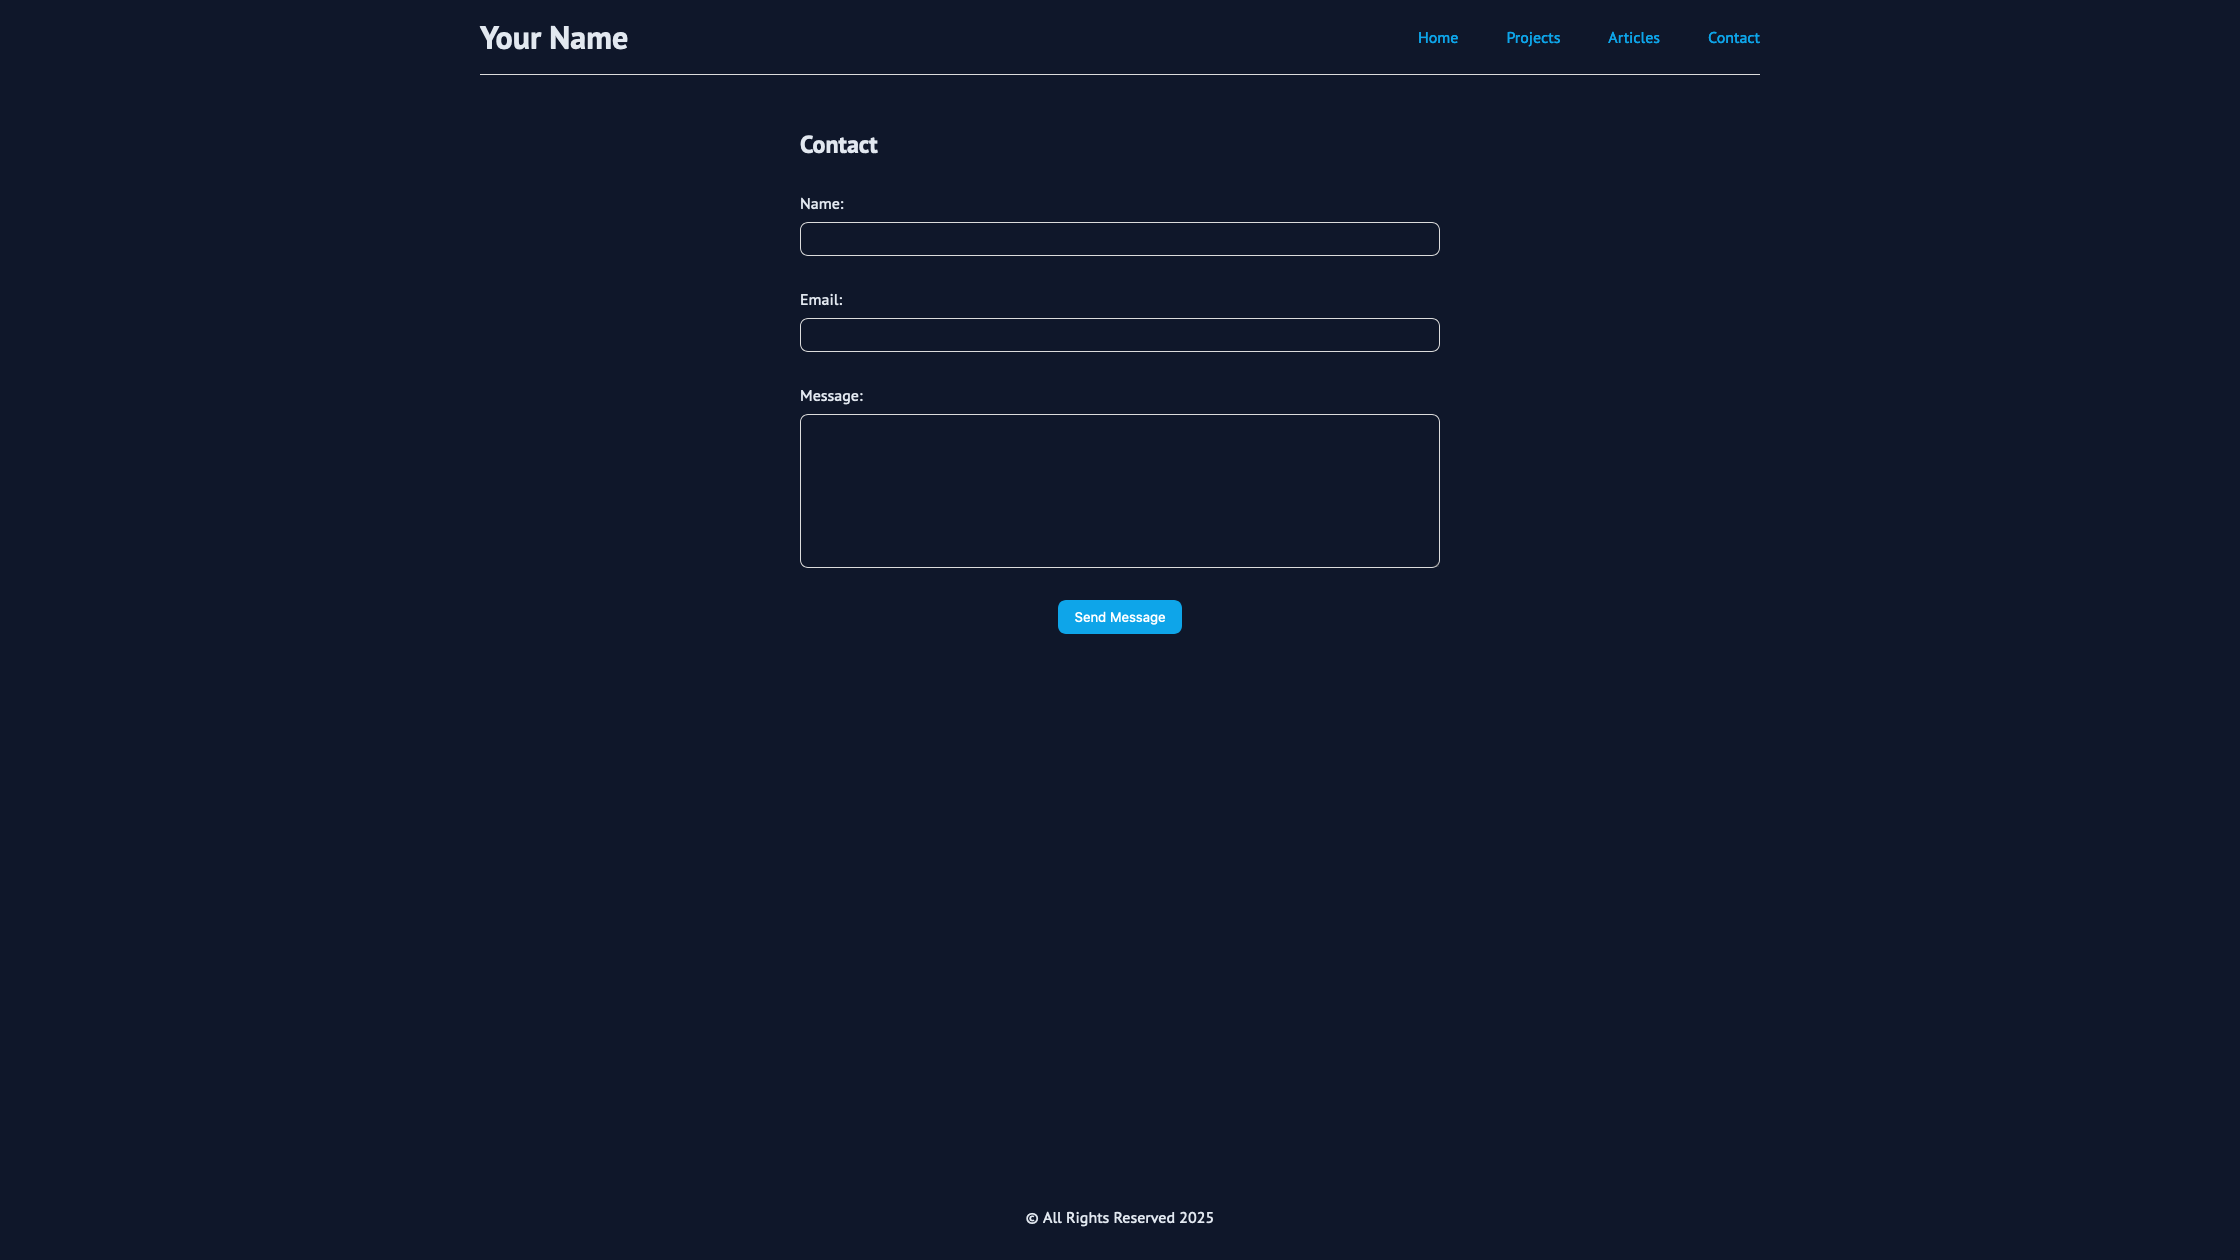 Your Name
Home Projects Articles Contact
Contact
Name:
Email:
Message:
Send Message
© All Rights Reserved 2025